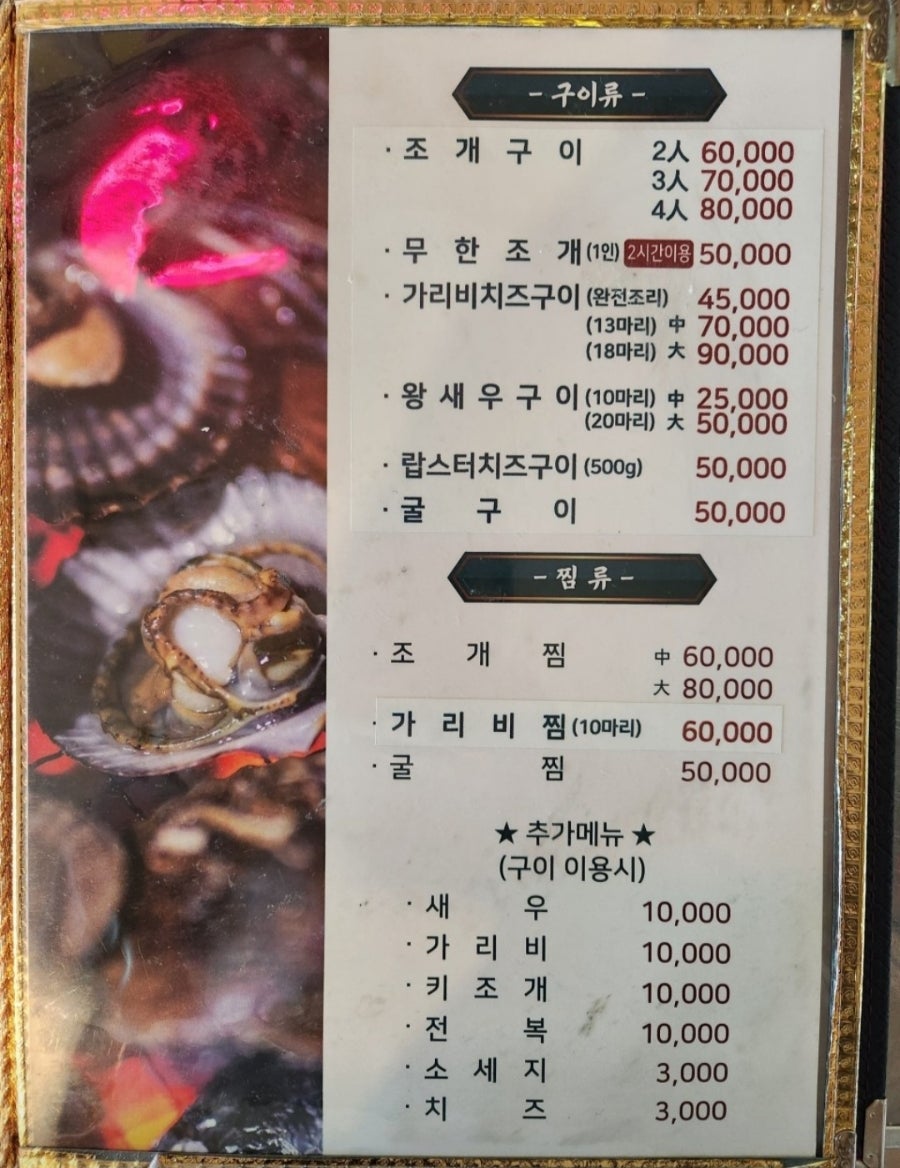 - 구이류 -
· 조개구이 2人 60,000
3人 70,000
4人 80,000
· 무한조개 (1인) 2시간이용 50,000
· 가리비치즈구이 (완전조리) 45,000
(13마리) 中 70,000
(18마리) 大 90,000
· 왕새우구이 (10마리) 中 25,000
(20마리) 大 50,000
· 랍스터치즈구이 (500g) 50,000
· 굴구이 50,000
- 찜류 -
· 조개찜 中 60,000
大 80,000
· 가리비찜 (10마리) 60,000
· 굴찜 50,000
★ 추가메뉴 ★
(구이 이용시)
· 새우 10,000
· 가리비 10,000
· 키조개 10,000
· 전복 10,000
· 소세지 3,000
· 치즈 3,000